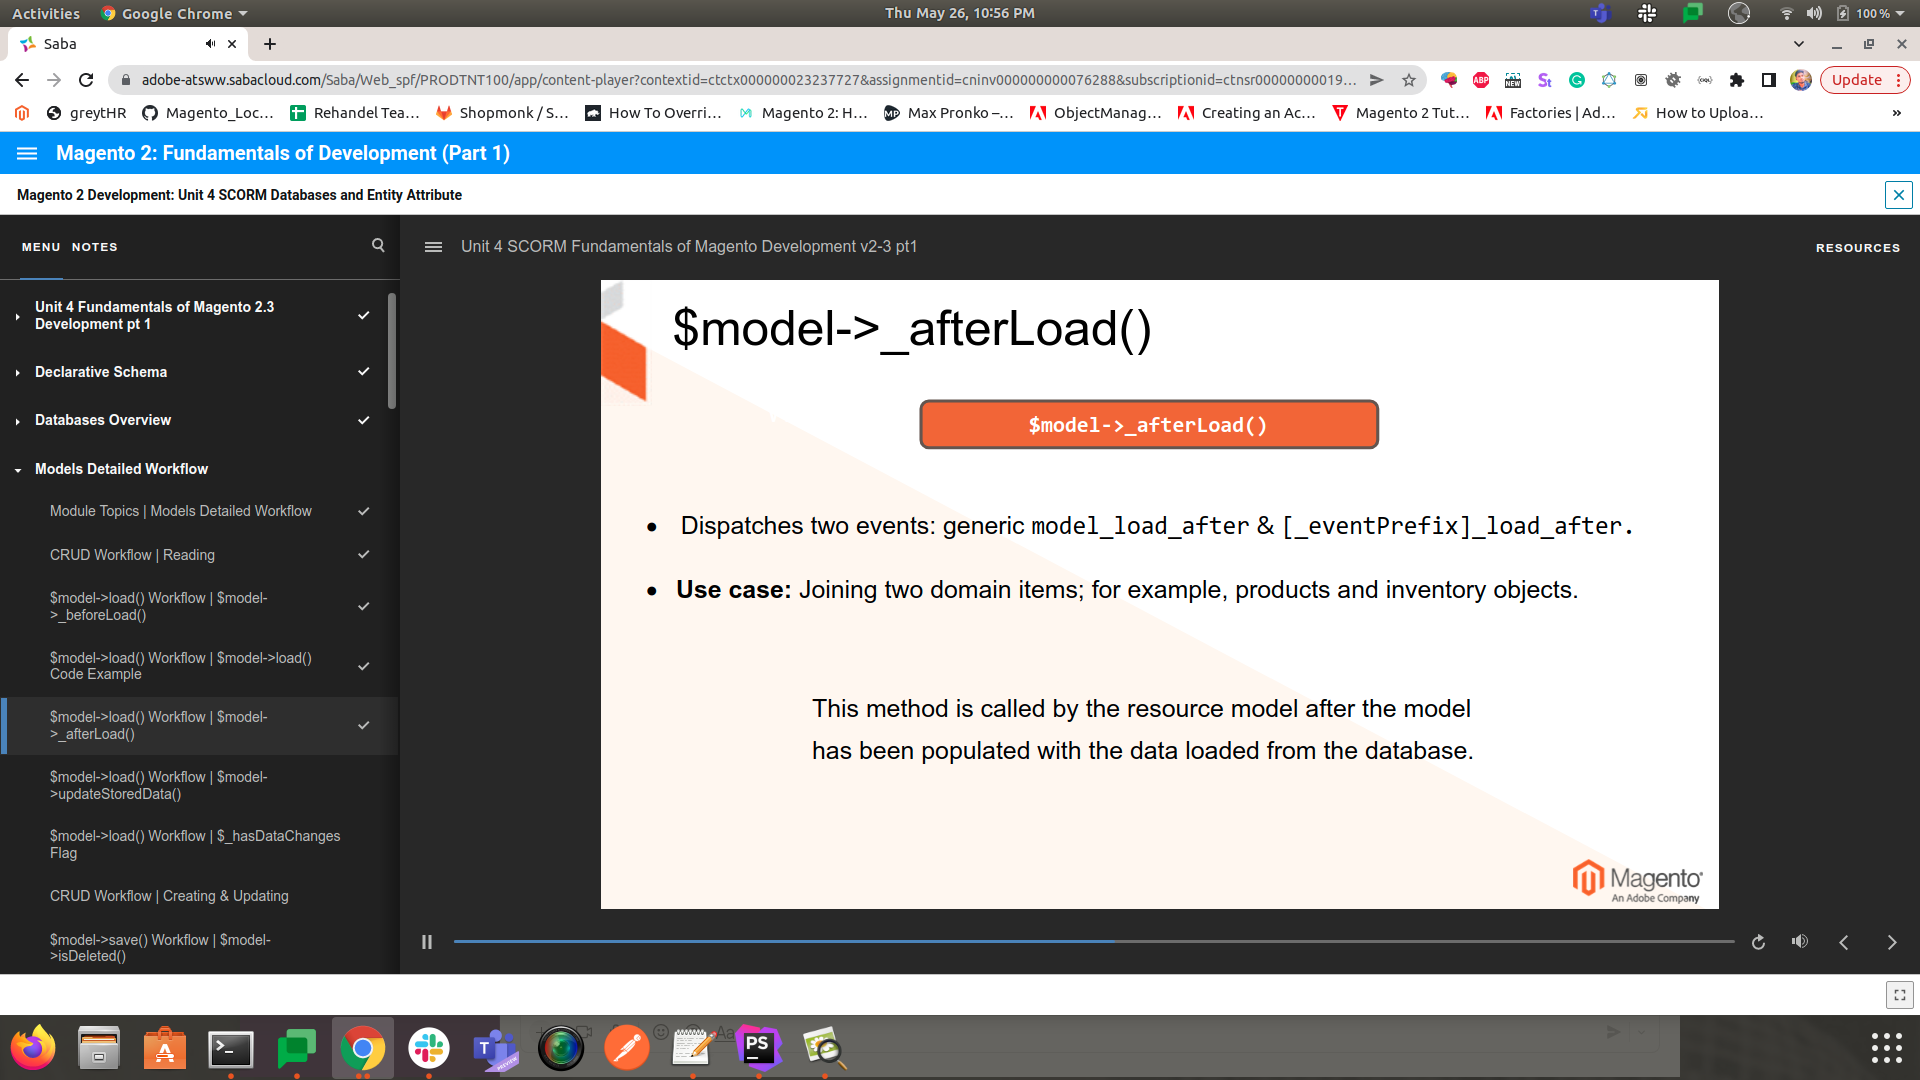 Activities
Google Chrome
Thu May 26, 10:56 PM
100 %
Saba
adobe-atsww.sabacloud.com/Saba/Web_spf/PRODTNT100/app/content-player?contextid=ctctx000000023237727&assignmentid=cninv000000000076288&subscriptionid=ctnsr00000000019...
Update
greytHR
Magento_Loc...
Rehandel Tea...
Shopmonk / S...
How To Overri...
Magento 2: H...
Max Pronko –...
ObjectManag...
Creating an Ac...
Magento 2 Tut...
Factories | Ad...
How to Uploa...
»
Magento 2: Fundamentals of Development (Part 1)
Magento 2 Development: Unit 4 SCORM Databases and Entity Attribute
MENU NOTES
Unit 4 SCORM Fundamentals of Magento Development v2-3 pt1
RESOURCES
Unit 4 Fundamentals of Magento 2.3
Development pt 1
Declarative Schema
Databases Overview
Models Detailed Workflow
Module Topics | Models Detailed Workflow
CRUD Workflow | Reading
$model->load() Workflow | $model-
>_beforeLoad()
$model->load() Workflow | $model->load()
Code Example
$model->load() Workflow | $model-
>_afterLoad()
$model->load() Workflow | $model-
>updateStoredData()
$model->load() Workflow | $_hasDataChanges
Flag
CRUD Workflow | Creating & Updating
$model->save() Workflow | $model-
>isDeleted()
$model->_afterLoad()
$model->_afterLoad()
• Dispatches two events: generic model_load_after & [_eventPrefix]_load_after.
• Use case: Joining two domain items; for example, products and inventory objects.
This method is called by the resource model after the model
has been populated with the data loaded from the database.
Magento
An Adobe Company